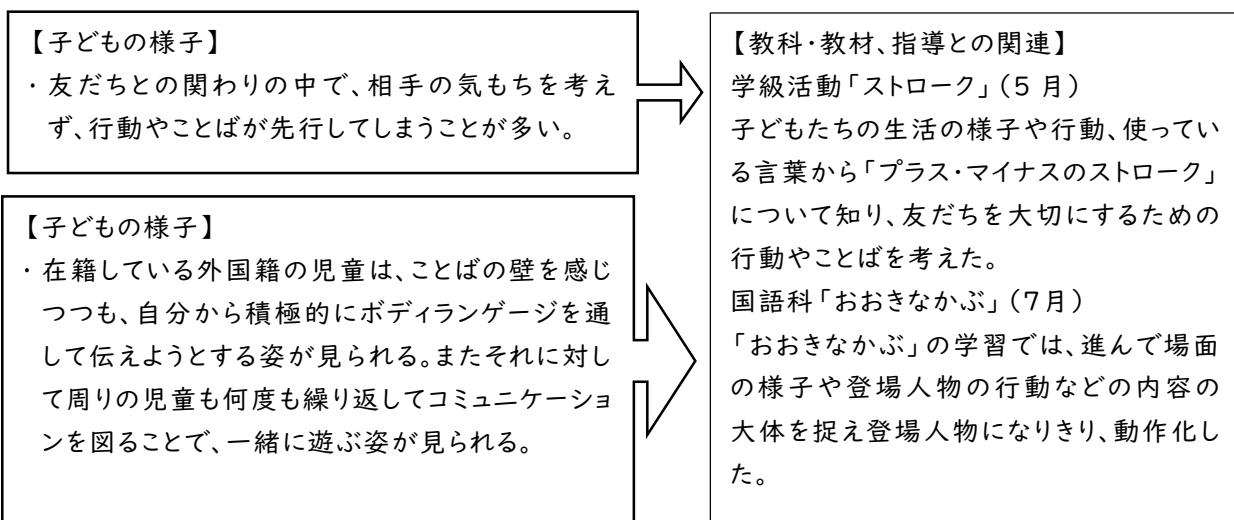 【子どもの様子】
・友だちとの関わりの中で、相手の気もちを考え
ず、行動やことばが先行してしまうことが多い。
【子どもの様子】
・在籍している外国籍の児童は、ことばの壁を感じ
つつも、自分から積極的にボディランゲージを通
して伝えようとする姿が見られる。またそれに対し
て周りの児童も何度も繰り返してコミュニケーショ
ンを図ることで、一緒に遊ぶ姿が見られる。
【教科・教材、指導との関連】
学級活動「ストローク」(5月)
子どもたちの生活の様子や行動、使ってい
る言葉から「プラス・マイナスのストローク」
について知り、友だちを大切にするための
行動やことばを考えた。
国語科「おおきなかぶ」(7月)
「おおきなかぶ」の学習では、進んで場面
の様子や登場人物の行動などの内容の
大体を捉え登場人物になりきり、動作化し
た。